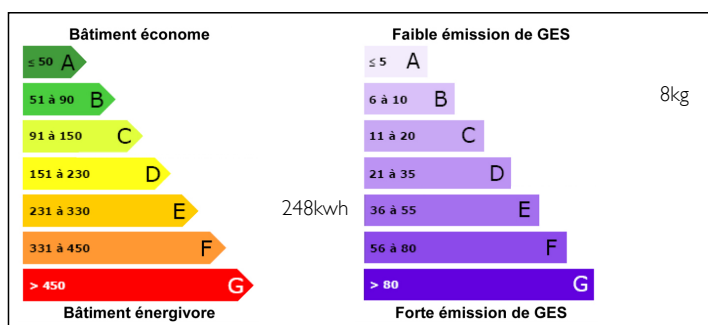 Bâtiment économe
≤ 50 A
51 à 90 B
91 à 150 C
151 à 230 D
231 à 330 E
248kwh
331 à 450 F
> 450 G
Bâtiment énergivore
Faible émission de GES
≤ 5 A
6 à 10 B
8kg
11 à 20 C
21 à 35 D
36 à 55 E
56 à 80 F
> 80 G
Forte émission de GES